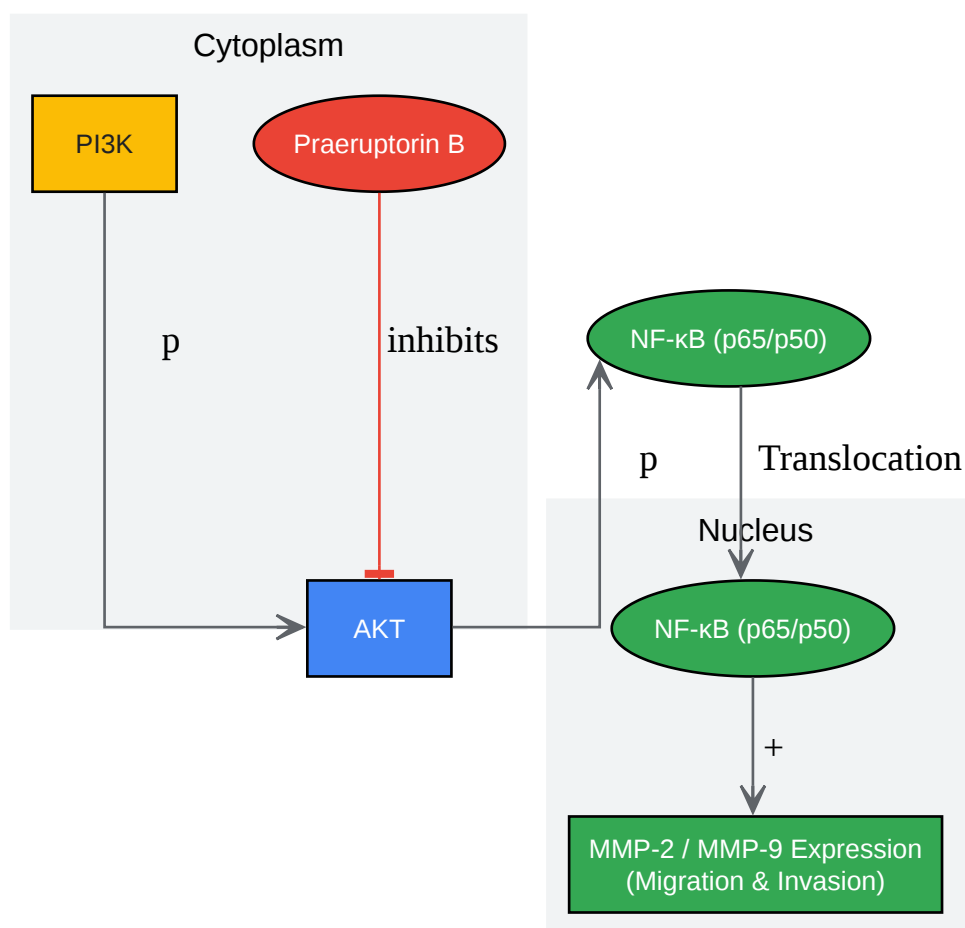 Cytoplasm
PI3K
Praeruptorin B
p
inhibits
NF-κB (p65/p50)
p
Translocation
Nucleus
AKT
NF-κB (p65/p50)
+
MMP-2 / MMP-9 Expression
(Migration & Invasion)